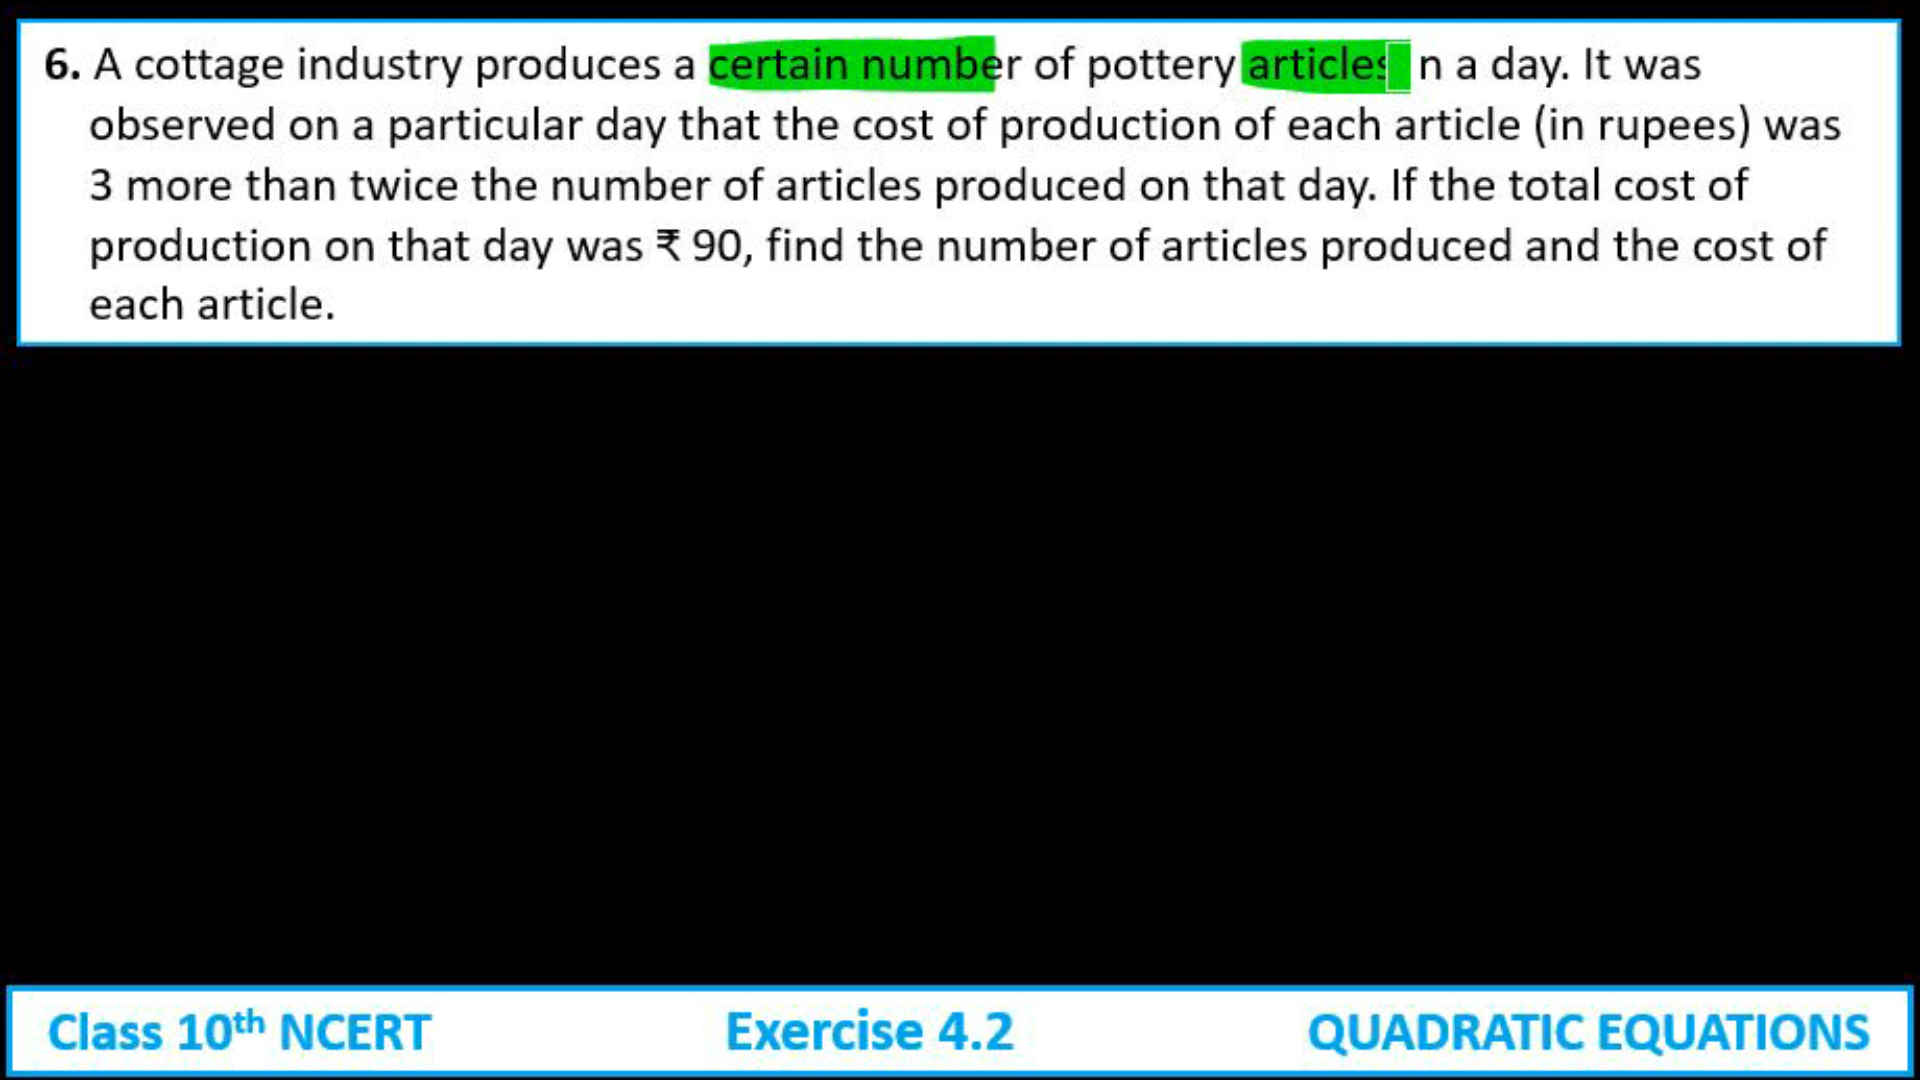 6. A cottage industry produces a certain number of pottery articles n a day. It was
observed on a particular day that the cost of production of each article (in rupees) was
3 more than twice the number of articles produced on that day. If the total cost of
production on that day was ₹ 90, find the number of articles produced and the cost of
each article.
Class 10th NCERT
Exercise 4.2
QUADRATIC EQUATIONS